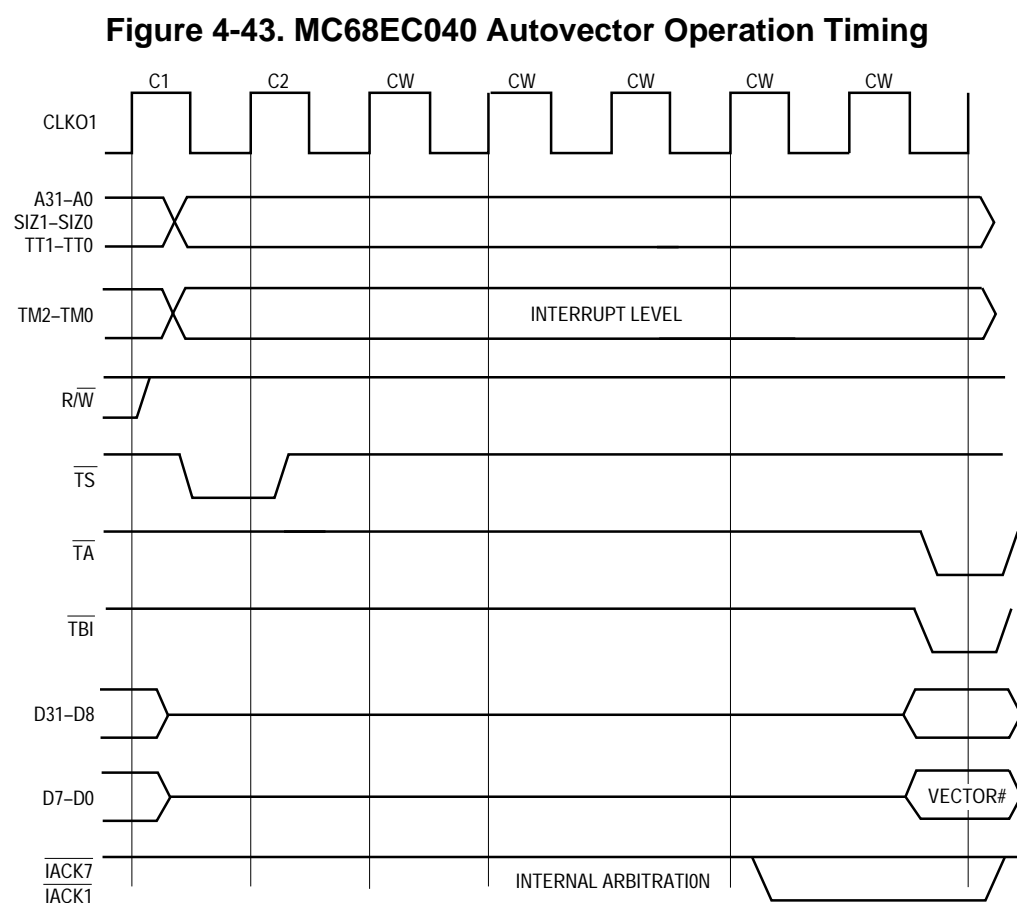 Figure 4-43. MC68EC040 Autovector Operation Timing
C1 C2 CW CW CW CW CW
CLKO1
A31–A0
SIZ1–SIZ0
TT1–TT0
TM2–TM0 INTERRUPT LEVEL
R/W
TS
TA
TBI
D31–D8
D7–D0 VECTOR#
IACK7
IACK1 INTERNAL ARBITRATI0N